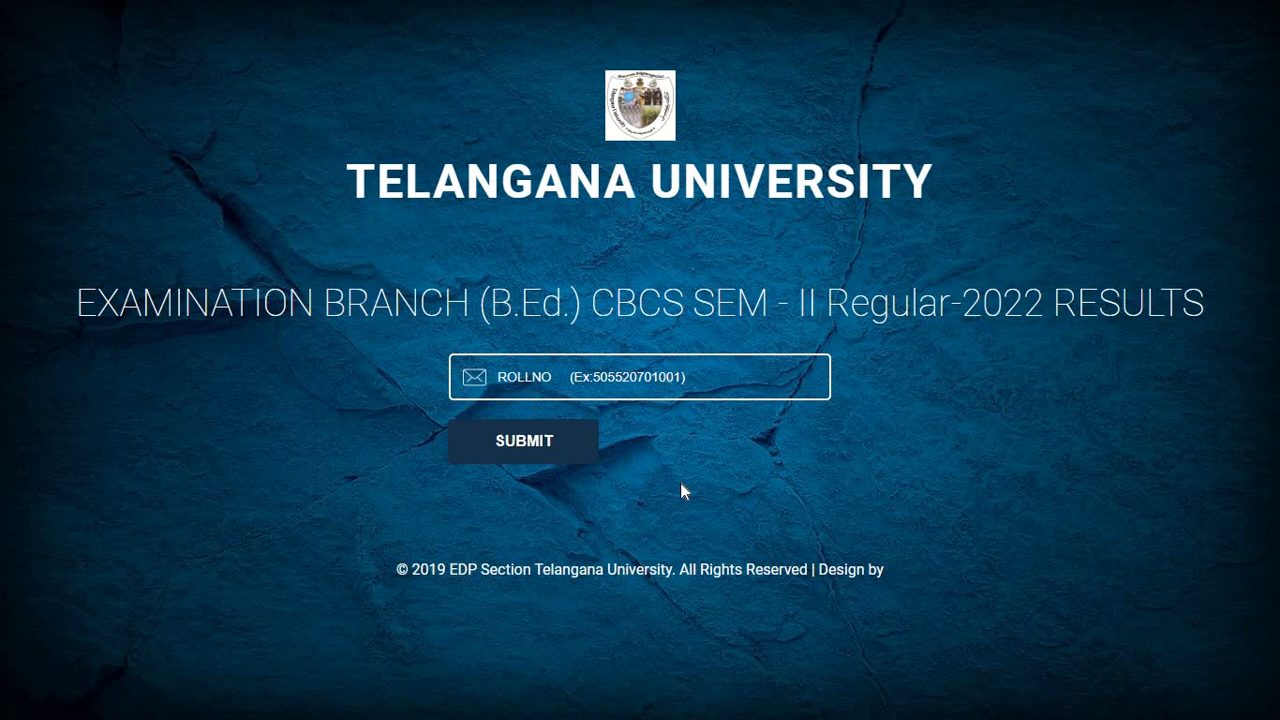 TELANGANA UNIVERSITY
EXAMINATION BRANCH (B.Ed.) CBCS SEM - II Regular-2022 RESULTS
ROLLNO (Ex:505520701001)
SUBMIT
© 2019 EDP Section Telangana University. All Rights Reserved | Design by